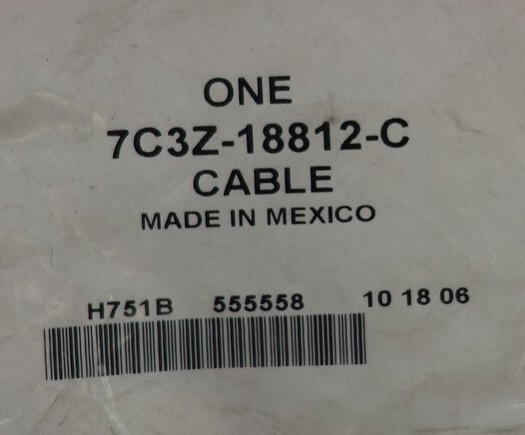 ONE
7C3Z-18812-C
CABLE
MADE IN MEXICO
H751B 555558 10 18 06